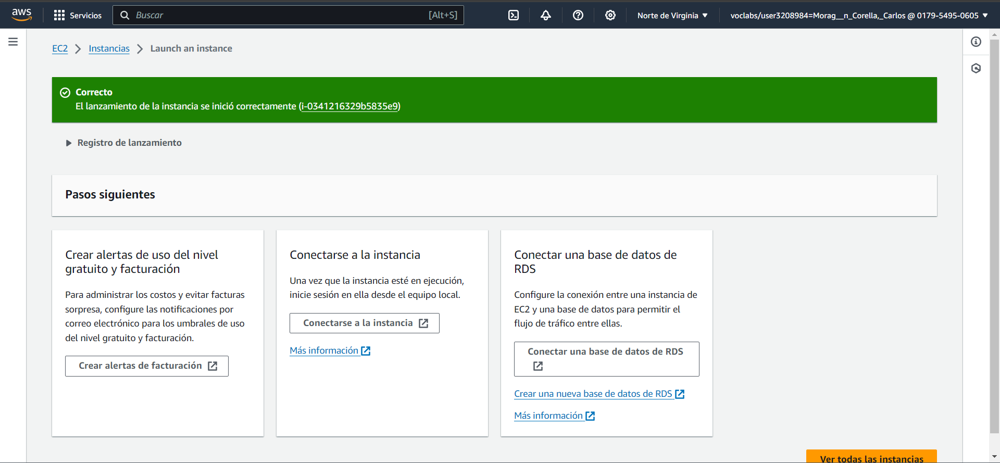 aws
Servicios
Buscar
[Alt+S]
Norte de Virginia
voclabs/user3208984=Morag__n_Corella,_Carlos @ 0179-5495-0605
EC2
Instancias
Launch an instance
Correcto
El lanzamiento de la instancia se inició correctamente (i-0341216329b5835e9)
Registro de lanzamiento
Pasos siguientes
Crear alertas de uso del nivel
gratuito y facturación
Para administrar los costos y evitar facturas
sorpresa, configure las notificaciones por
correo electrónico para los umbrales de uso
del nivel gratuito y facturación.
Crear alertas de facturación
Conectarse a la instancia
Una vez que la instancia esté en ejecución,
inicie sesión en ella desde el equipo local.
Conectarse a la instancia
Más información
Conectar una base de datos de
RDS
Configure la conexión entre una instancia de
EC2 y una base de datos para permitir el
flujo de tráfico entre ellas.
Conectar una base de datos de RDS
Crear una nueva base de datos de RDS
Más información
Ver todas las instancias